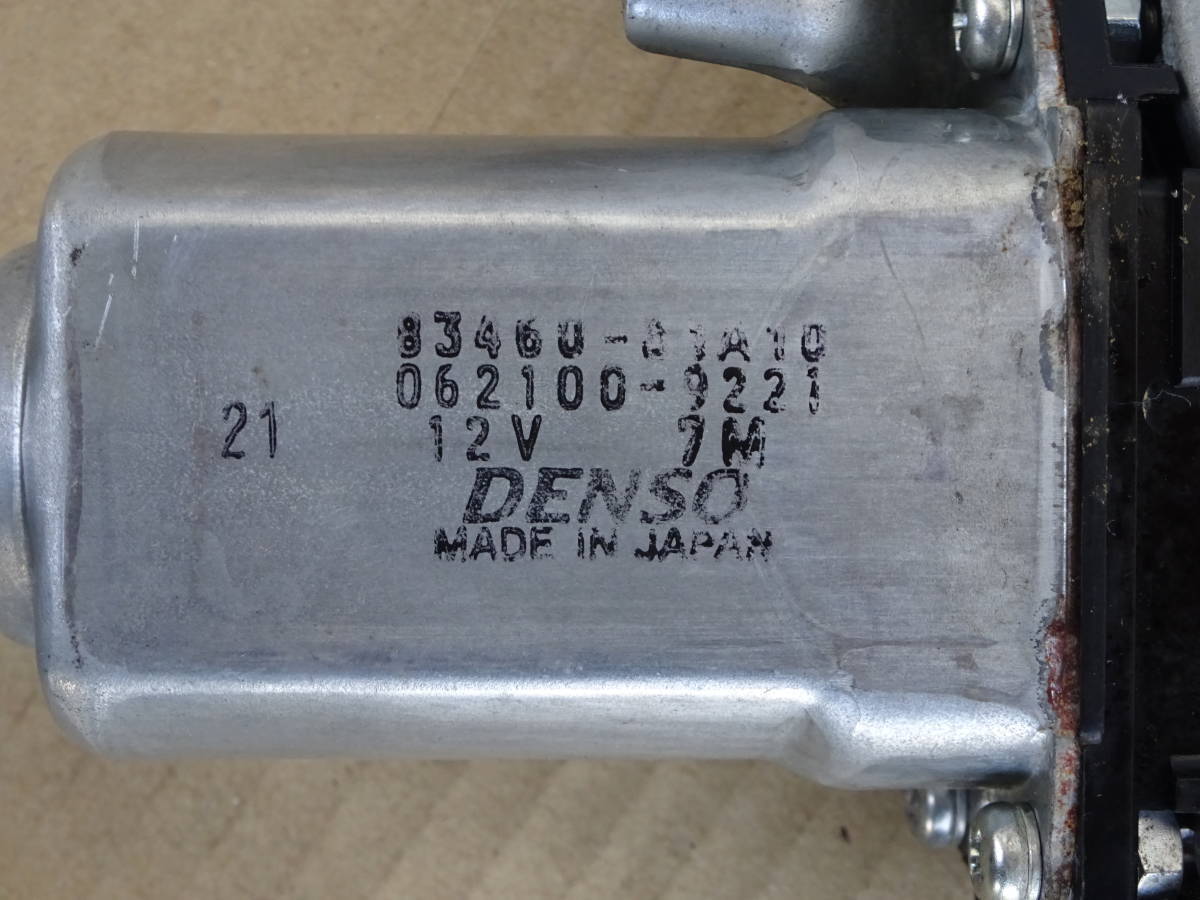 83460-81A10
062100-9221
21
12V 7M
DENSO
MADE IN JAPAN